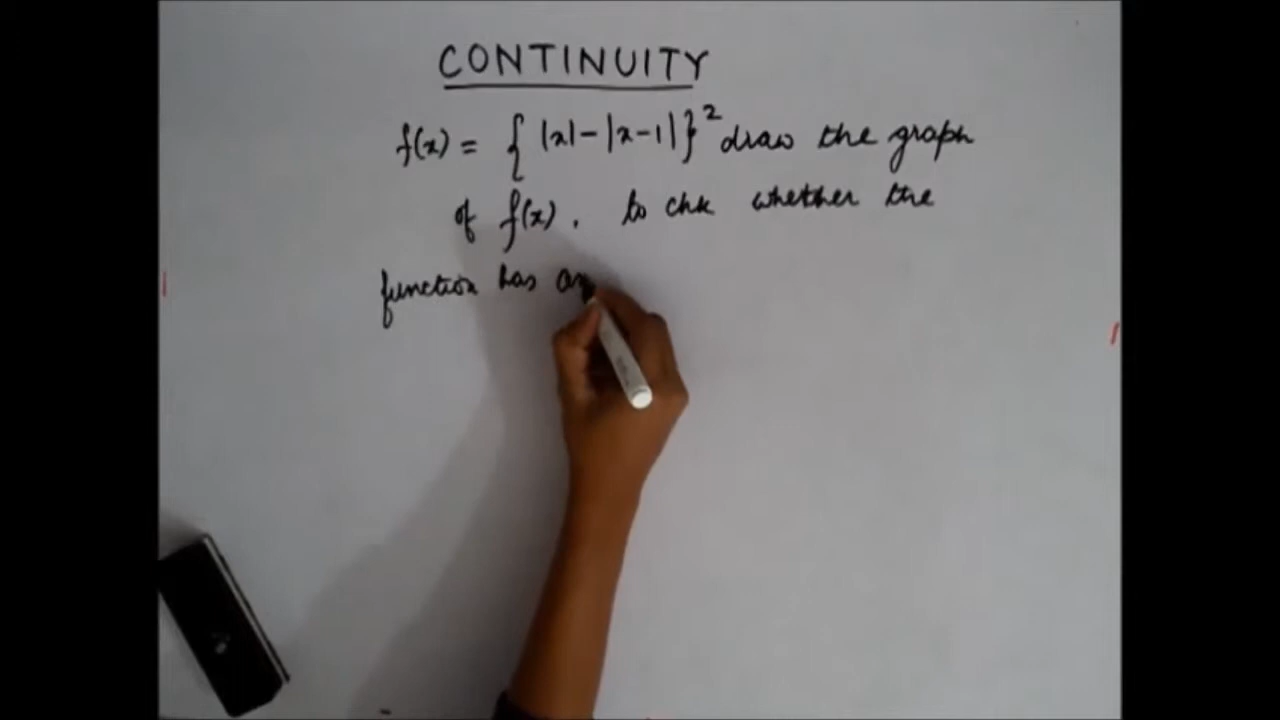 CONTINUITY
f(x) = { |x| - |x-1| }² draw the graph
of f(x). to chk whether the
function has